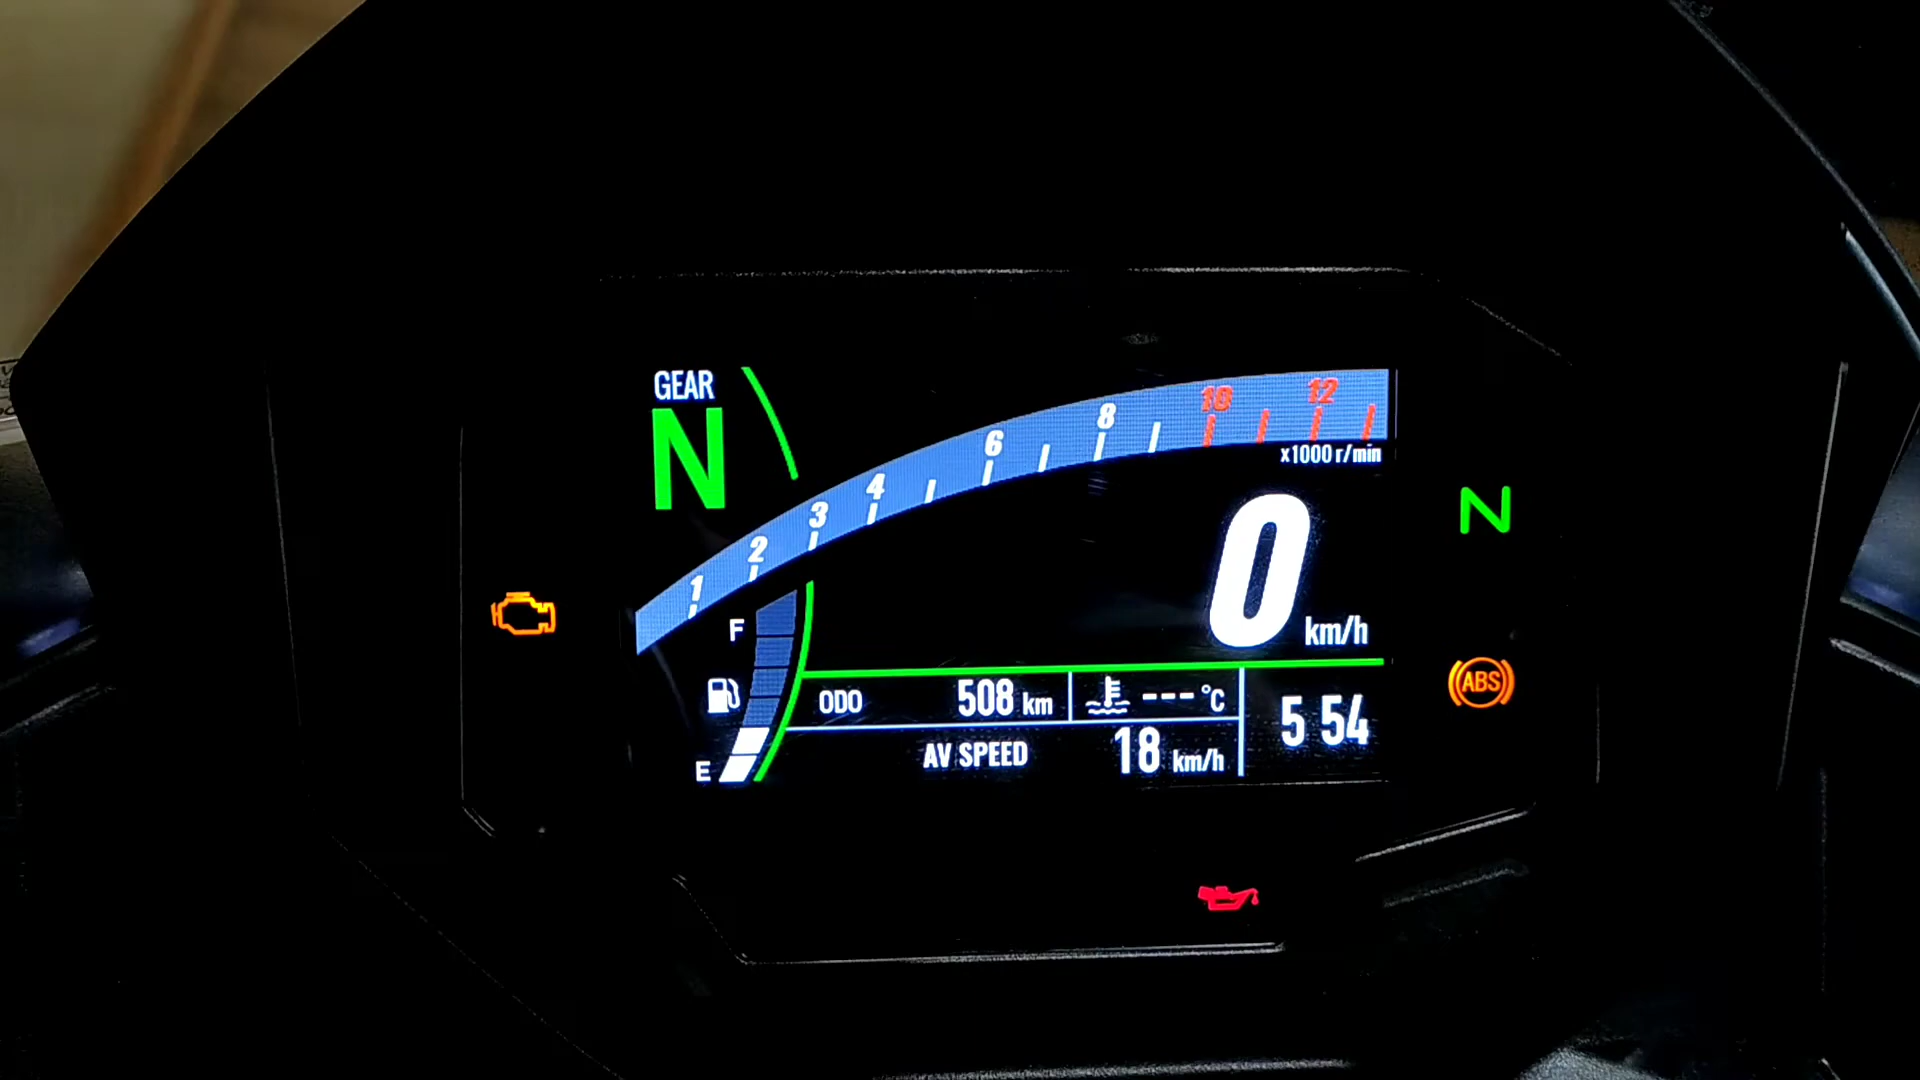 GEAR
N
1 2 3 4 6 8 10 12
x1000 r/min
N
0 km/h
F
ABS
ODO 508 km --- °C
5 54
AV SPEED 18 km/h
E